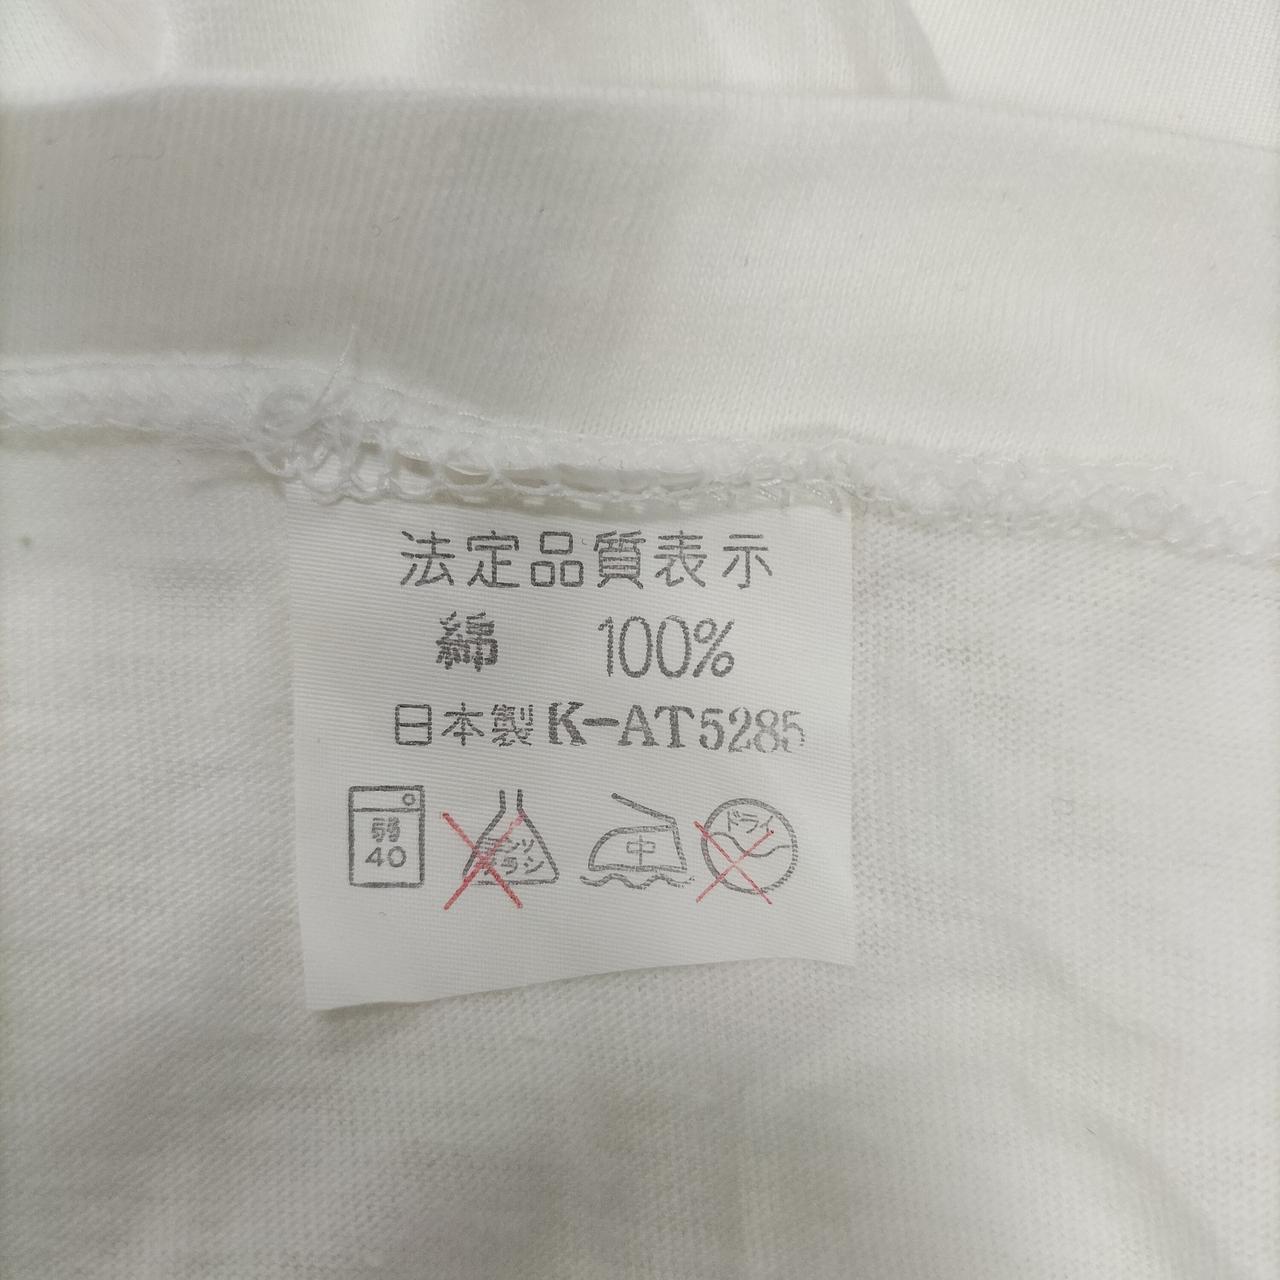 法定品質表示
綿 100%
日本製 K-AT5285
弱 40 エンソ サラシ 中 ドライ